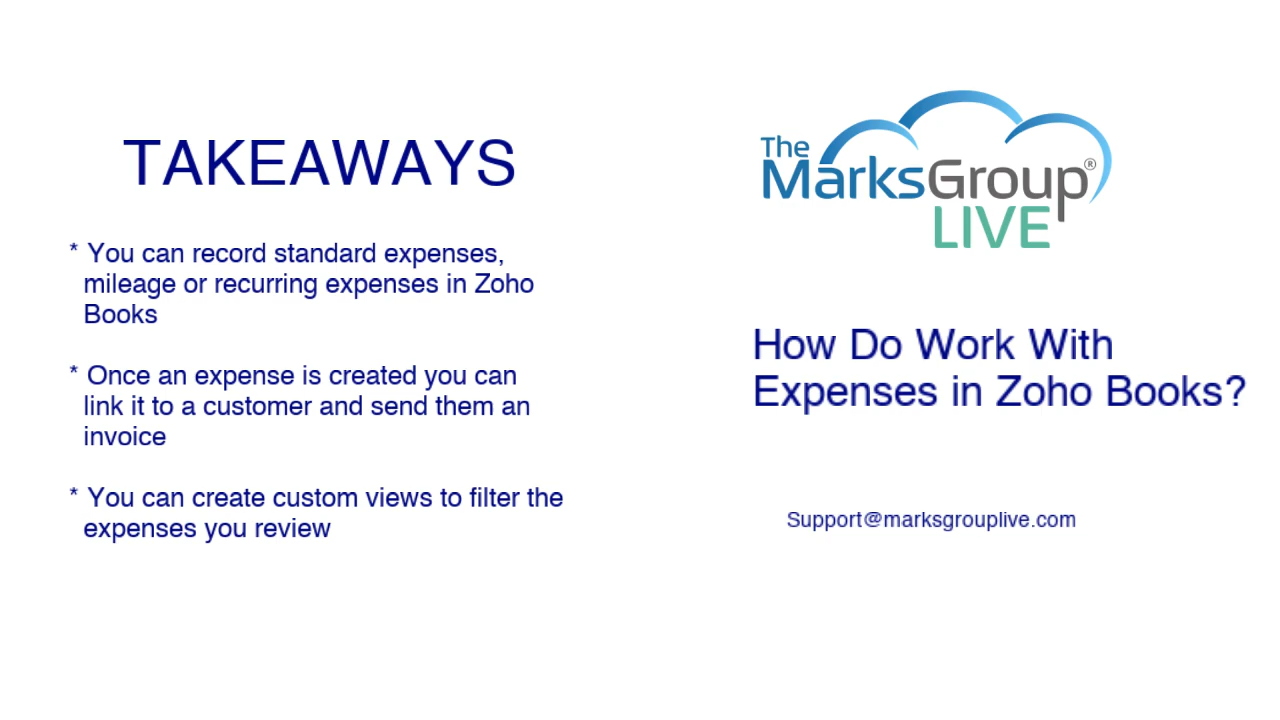 TAKEAWAYS
* You can record standard expenses,
mileage or recurring expenses in Zoho
Books
* Once an expense is created you can
link it to a customer and send them an
invoice
* You can create custom views to filter the
expenses you review
The
MarksGroup®
LIVE
How Do Work With
Expenses in Zoho Books?
Support@marksgrouplive.com